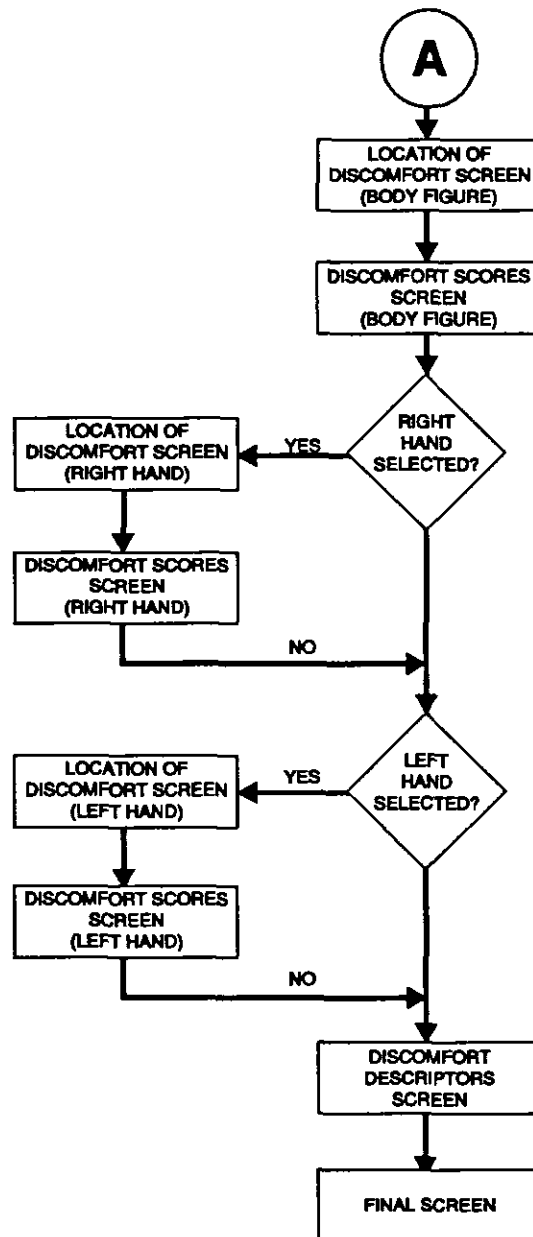 A
LOCATION OF
DISCOMFORT SCREEN
(BODY FIGURE)
DISCOMFORT SCORES
SCREEN
(BODY FIGURE)
RIGHT
HAND
SELECTED?
YES
LOCATION OF
DISCOMFORT SCREEN
(RIGHT HAND)
DISCOMFORT SCORES
SCREEN
(RIGHT HAND)
NO
LEFT
HAND
SELECTED?
YES
LOCATION OF
DISCOMFORT SCREEN
(LEFT HAND)
DISCOMFORT SCORES
SCREEN
(LEFT HAND)
NO
DISCOMFORT
DESCRIPTORS
SCREEN
FINAL SCREEN